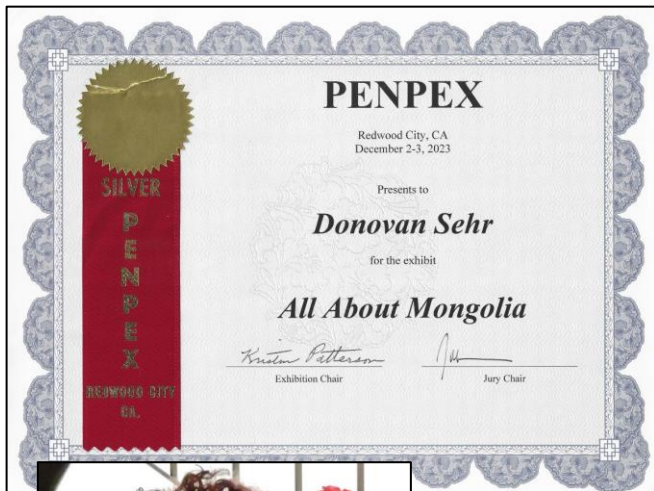 SILVER
PENPEX
REDWOOD CITY
CA.
PENPEX
Redwood City, CA
December 2-3, 2023
Presents to
Donovan Sehr
for the exhibit
All About Mongolia
Kristin Patterson
Exhibition Chair
Jury Chair